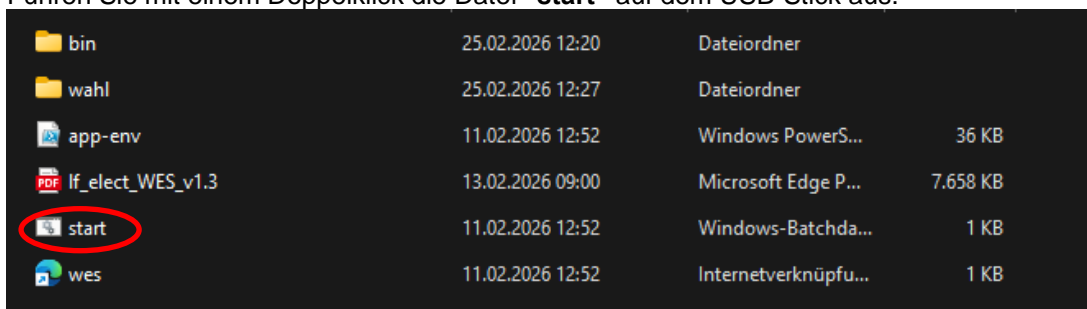 Führen Sie mit einem Doppelklick die Datei "start" auf dem USB Stick aus.
bin 25.02.2026 12:20 Dateiordner
wahl 25.02.2026 12:27 Dateiordner
app-env 11.02.2026 12:52 Windows PowerS... 36 KB
lf_elect_WES_v1.3 13.02.2026 09:00 Microsoft Edge P... 7.658 KB
start 11.02.2026 12:52 Windows-Batchda... 1 KB
wes 11.02.2026 12:52 Internetverknüpfu... 1 KB